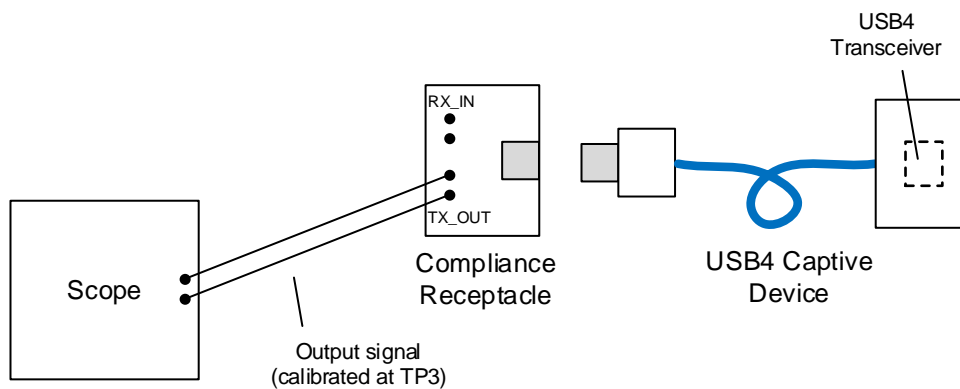 USB4
Transceiver
RX_IN
TX_OUT
Scope
Compliance
Receptacle
USB4 Captive
Device
Output signal
(calibrated at TP3)